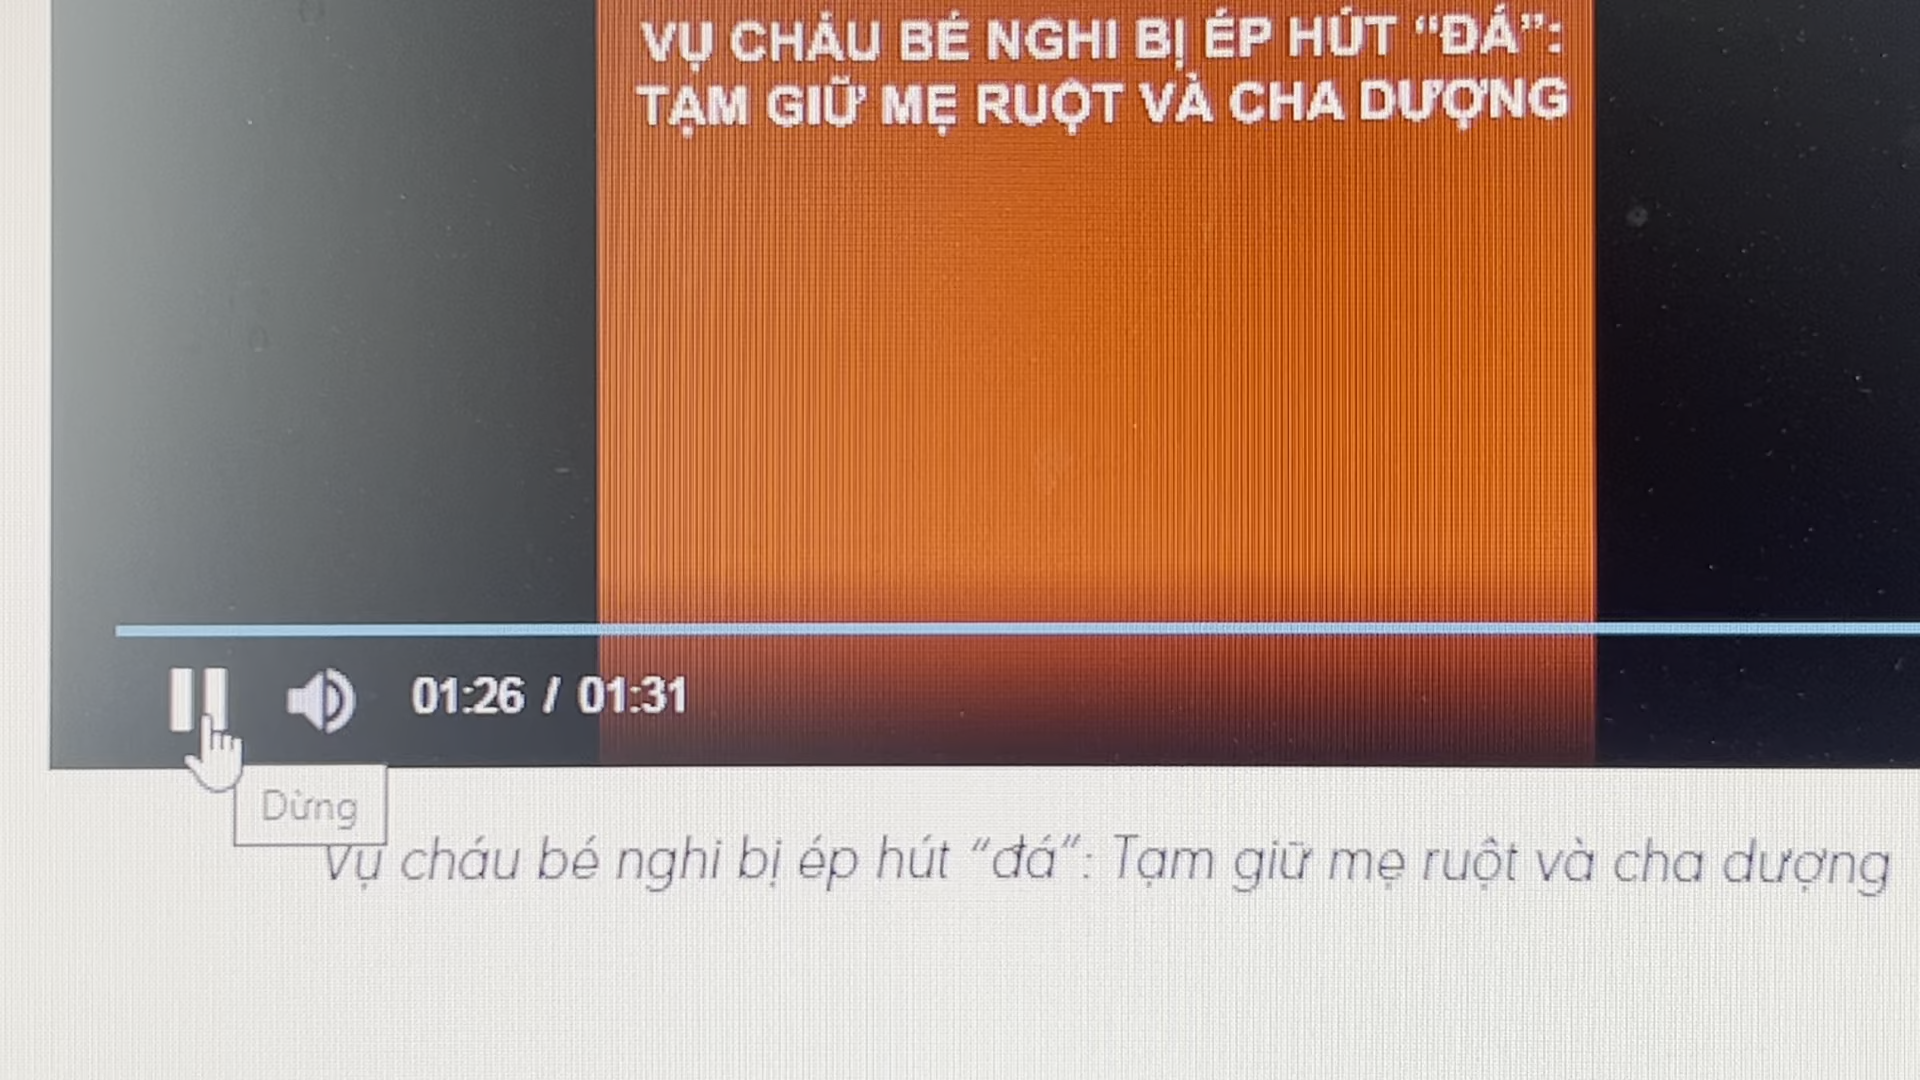 VỤ CHÁU BÉ NGHI BỊ ÉP HÚT “ĐÁ”:
TẠM GIỮ MẸ RUỘT VÀ CHA DƯỢNG
01:26 / 01:31
Dừng
Vụ cháu bé nghi bị ép hút “đá”: Tạm giữ mẹ ruột và cha dượng